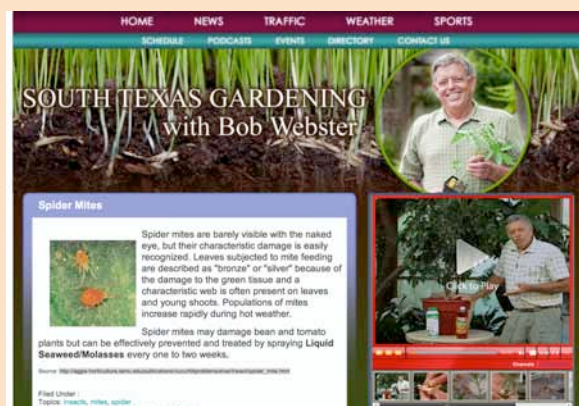 HOME NEWS TRAFFIC WEATHER SPORTS
SCHEDULE PODCASTS EVENTS DIRECTORY CONTACT US
SOUTH TEXAS GARDENING
with Bob Webster
Spider Mites
Spider mites are barely visible with the naked
eye, but their characteristic damage is easily
recognized. Leaves subjected to mite feeding
are described as "bronze" or "silver" because of
the damage to the green tissue and a
characteristic web is often present on leaves
and young shoots. Populations of mites
increase rapidly during hot weather.
Spider mites may damage bean and tomato
plants but can be effectively prevented and treated by spraying Liquid
Seaweed/Molasses every one to two weeks.
Source:
Filed Under :
Topics: insects, mites, spider
Click to Play
Channels